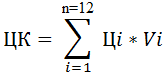 n=12
ЦК = ∑ Цi * Vi
i=1